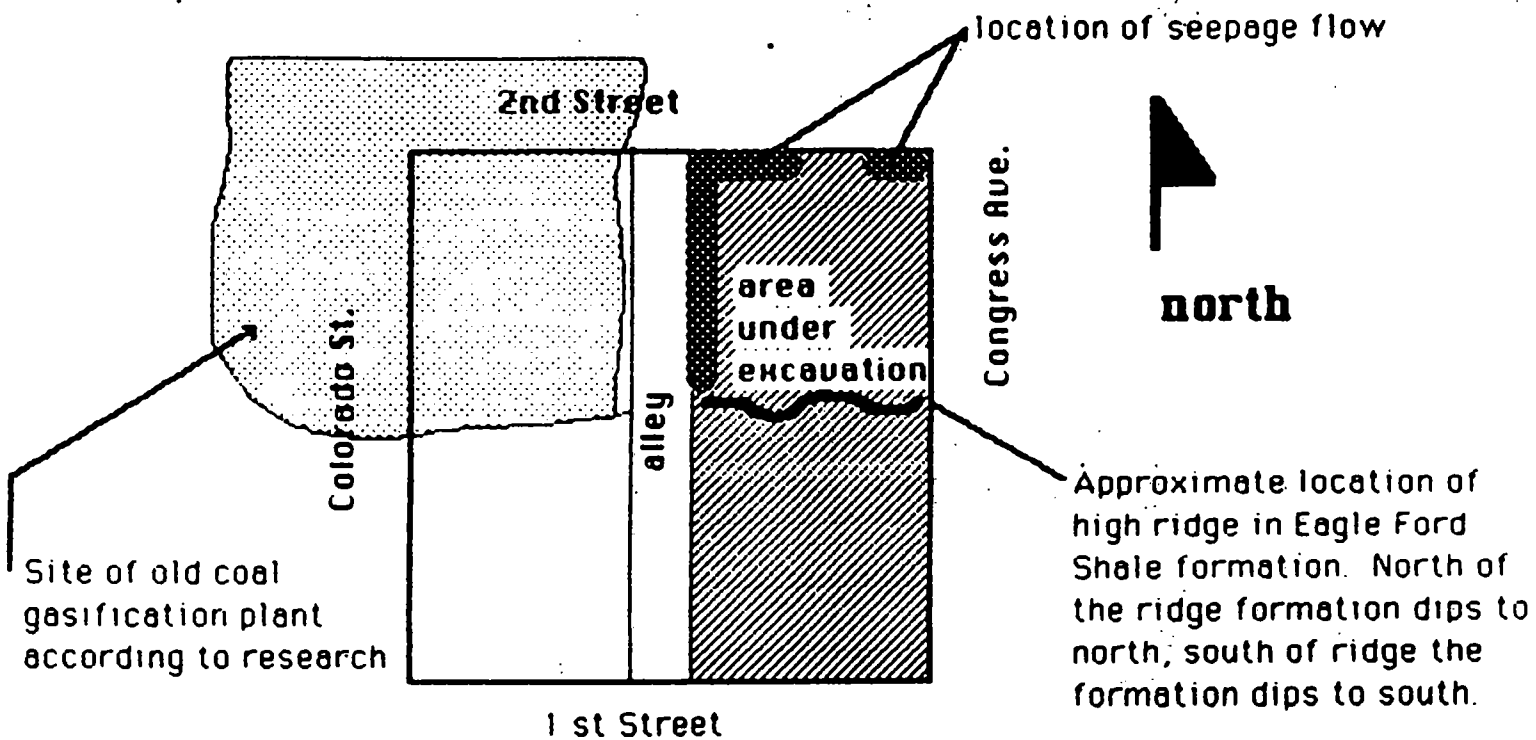 location of seepage flow
2nd Street
Congress Ave.
north
area
under
excavation
Colorado St.
alley
Approximate location of
high ridge in Eagle Ford
Shale formation. North of
the ridge formation dips to
north, south of ridge the
formation dips to south.
Site of old coal
gasification plant
according to research
1 st Street